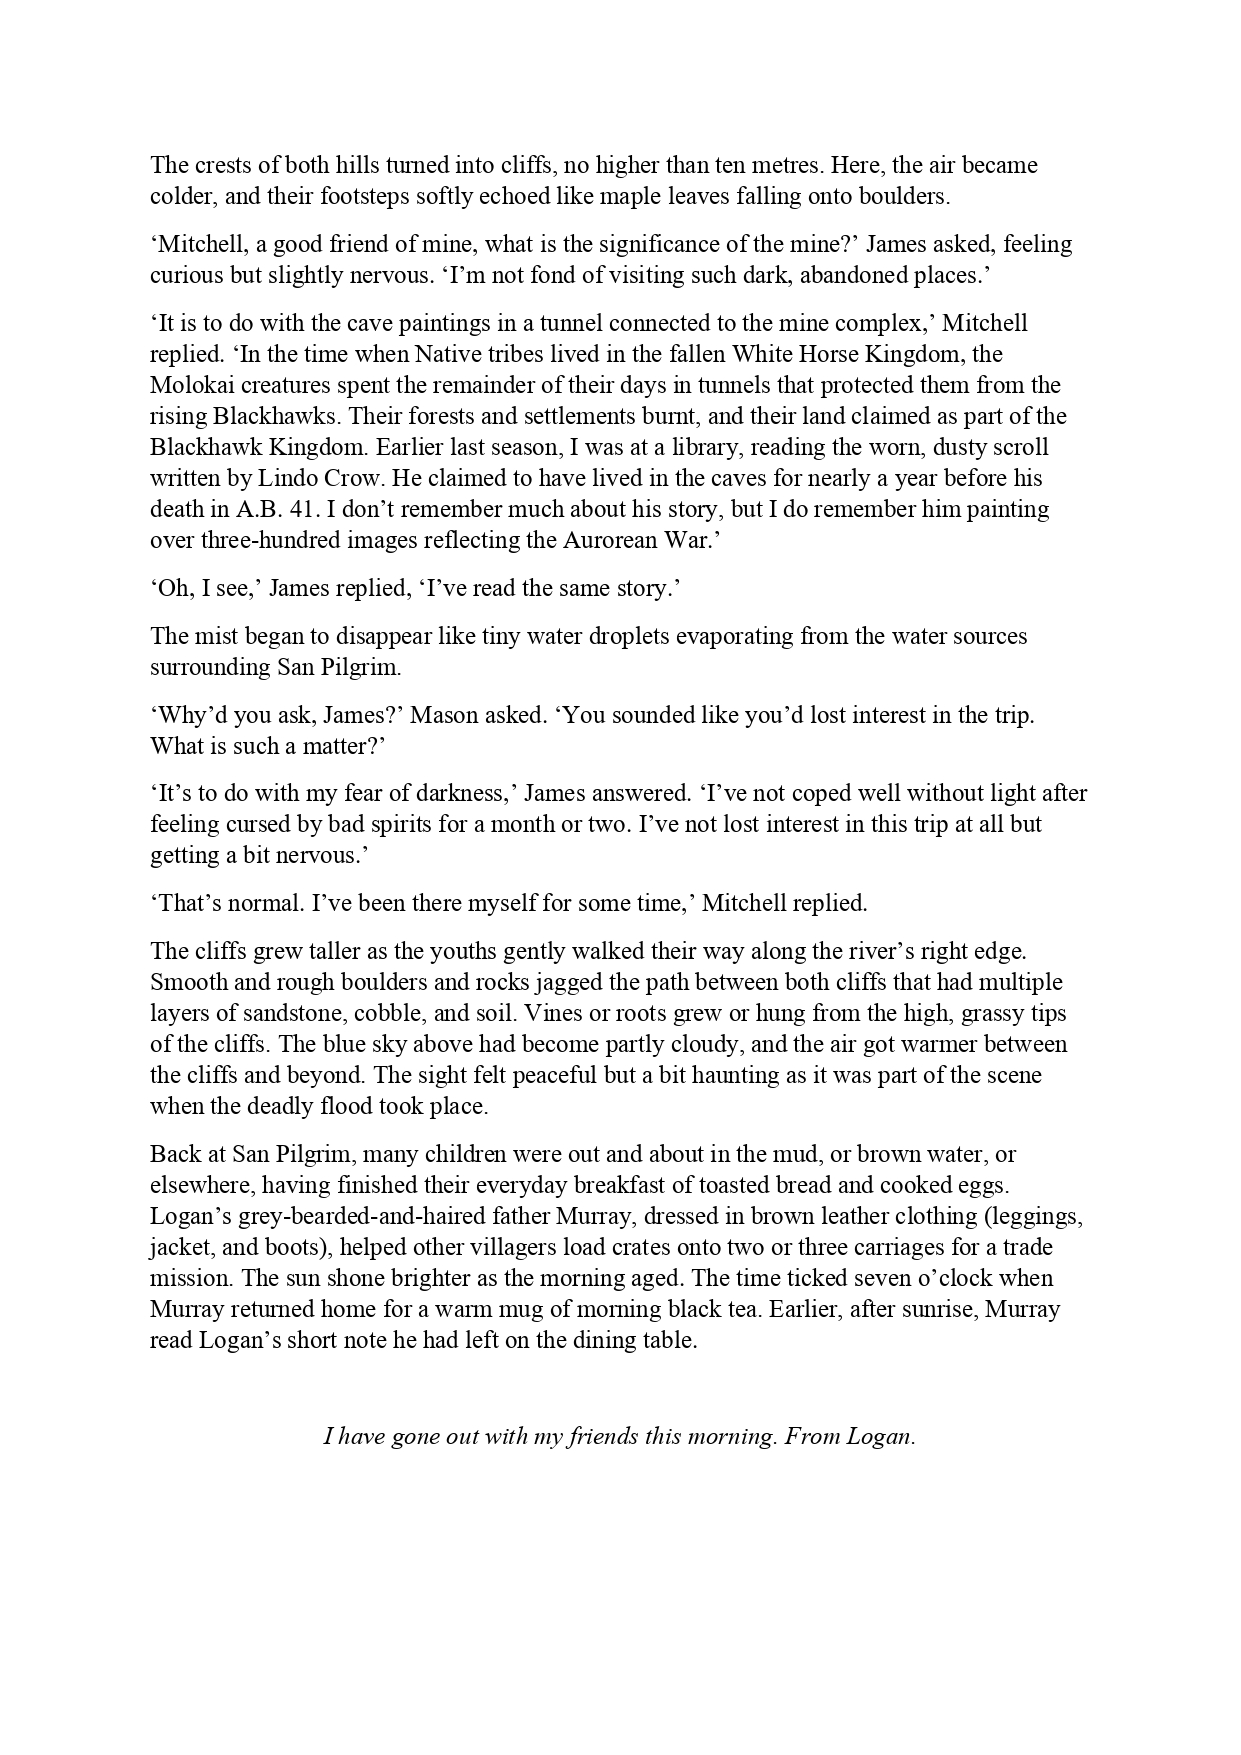 The crests of both hills turned into cliffs, no higher than ten metres. Here, the air became
colder, and their footsteps softly echoed like maple leaves falling onto boulders.
‘Mitchell, a good friend of mine, what is the significance of the mine?’ James asked, feeling
curious but slightly nervous. ‘I’m not fond of visiting such dark, abandoned places.’
‘It is to do with the cave paintings in a tunnel connected to the mine complex,’ Mitchell
replied. ‘In the time when Native tribes lived in the fallen White Horse Kingdom, the
Molokai creatures spent the remainder of their days in tunnels that protected them from the
rising Blackhawks. Their forests and settlements burnt, and their land claimed as part of the
Blackhawk Kingdom. Earlier last season, I was at a library, reading the worn, dusty scroll
written by Lindo Crow. He claimed to have lived in the caves for nearly a year before his
death in A.B. 41. I don’t remember much about his story, but I do remember him painting
over three-hundred images reflecting the Aurorean War.’
‘Oh, I see,’ James replied, ‘I’ve read the same story.’
The mist began to disappear like tiny water droplets evaporating from the water sources
surrounding San Pilgrim.
‘Why’d you ask, James?’ Mason asked. ‘You sounded like you’d lost interest in the trip.
What is such a matter?’
‘It’s to do with my fear of darkness,’ James answered. ‘I’ve not coped well without light after
feeling cursed by bad spirits for a month or two. I’ve not lost interest in this trip at all but
getting a bit nervous.’
‘That’s normal. I’ve been there myself for some time,’ Mitchell replied.
The cliffs grew taller as the youths gently walked their way along the river’s right edge.
Smooth and rough boulders and rocks jagged the path between both cliffs that had multiple
layers of sandstone, cobble, and soil. Vines or roots grew or hung from the high, grassy tips
of the cliffs. The blue sky above had become partly cloudy, and the air got warmer between
the cliffs and beyond. The sight felt peaceful but a bit haunting as it was part of the scene
when the deadly flood took place.
Back at San Pilgrim, many children were out and about in the mud, or brown water, or
elsewhere, having finished their everyday breakfast of toasted bread and cooked eggs.
Logan’s grey-bearded-and-haired father Murray, dressed in brown leather clothing (leggings,
jacket, and boots), helped other villagers load crates onto two or three carriages for a trade
mission. The sun shone brighter as the morning aged. The time ticked seven o’clock when
Murray returned home for a warm mug of morning black tea. Earlier, after sunrise, Murray
read Logan’s short note he had left on the dining table.
I have gone out with my friends this morning. From Logan.